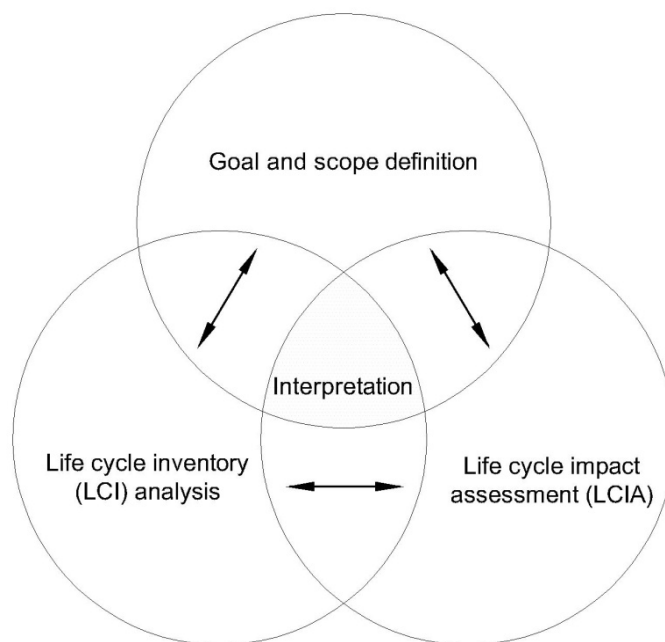 Goal and scope definition
Interpretation
Life cycle inventory
(LCI) analysis
Life cycle impact
assessment (LCIA)